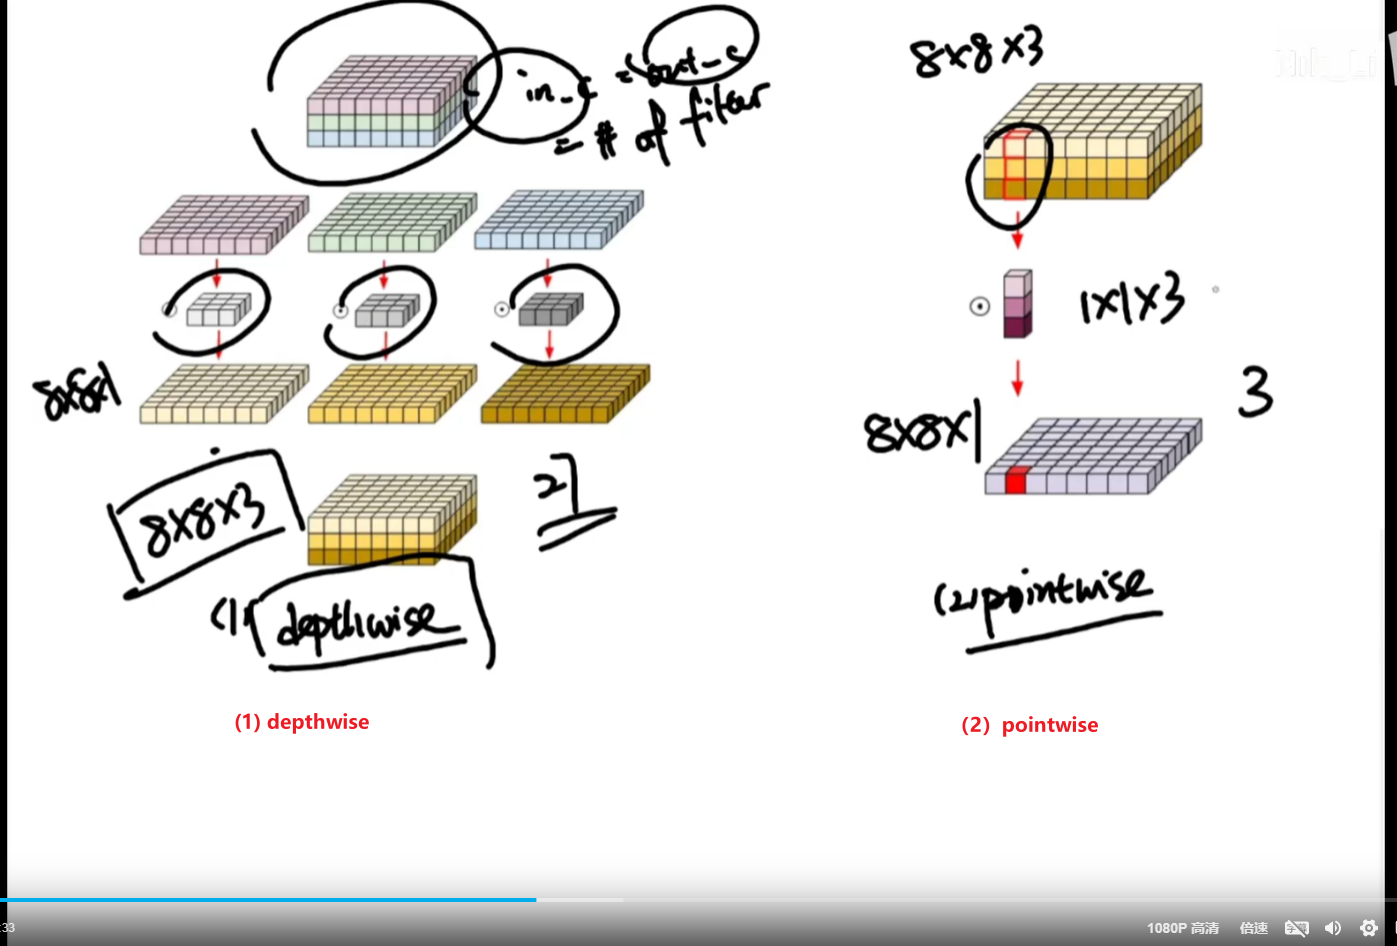 in_c = out_c
= # of filter
8x8x1
8x8x3
27
(1) depthwise
(1) depthwise
8x8x3
Nik_Li
1x1x3
8x8x1
3
(2) pointwise
(2) pointwise
:33
1080P 高清
倍速